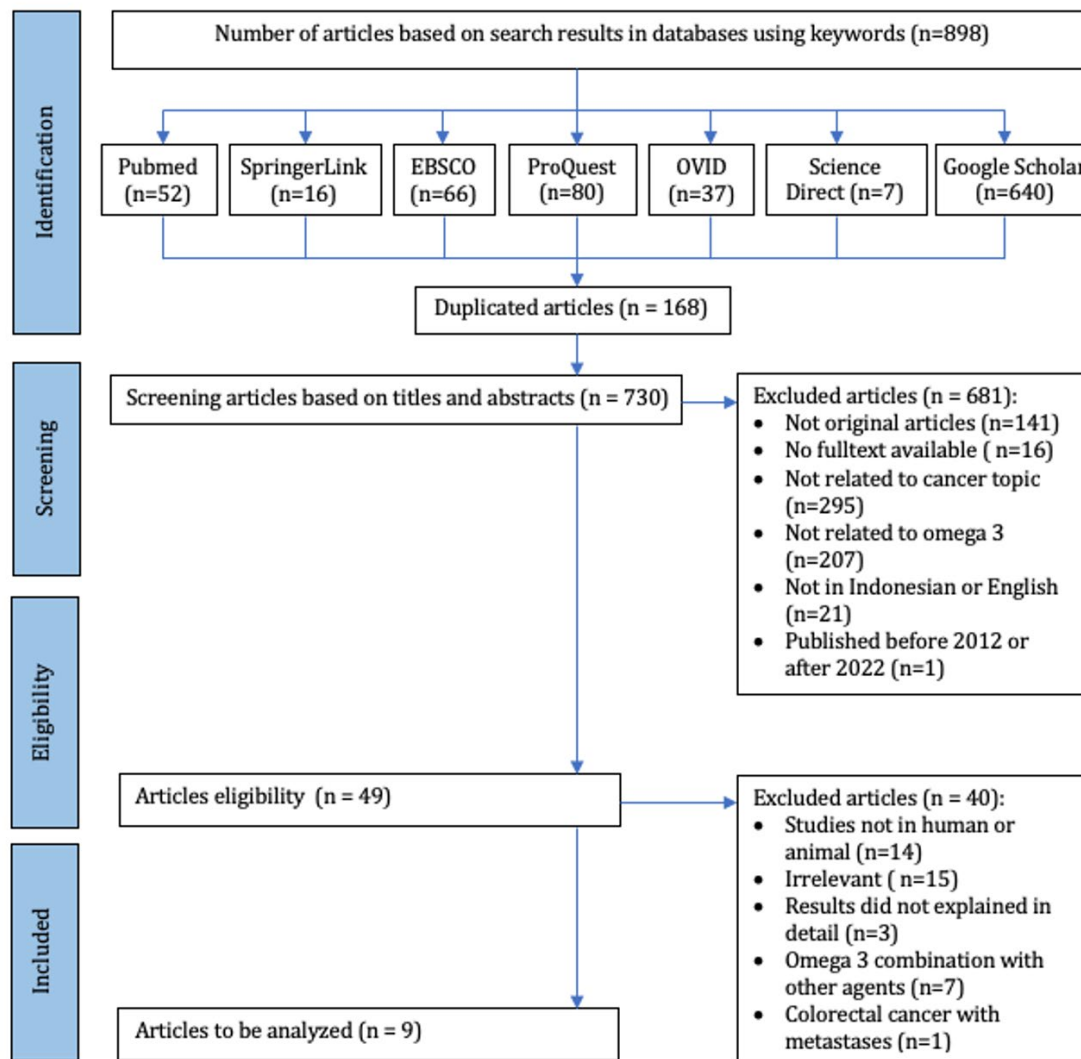 Number of articles based on search results in databases using keywords (n=898)
Identification
Pubmed
(n=52)
SpringerLink
(n=16)
EBSCO
(n=66)
ProQuest
(n=80)
OVID
(n=37)
Science
Direct (n=7)
Google Scholar
(n=640)
Duplicated articles (n = 168)
Screening
Screening articles based on titles and abstracts (n = 730)
Excluded articles (n = 681):
• Not original articles (n=141)
• No fulltext available ( n=16)
• Not related to cancer topic
(n=295)
• Not related to omega 3
(n=207)
• Not in Indonesian or English
(n=21)
• Published before 2012 or
after 2022 (n=1)
Eligibility
Articles eligibility (n = 49)
Excluded articles (n = 40):
• Studies not in human or
animal (n=14)
• Irrelevant ( n=15)
• Results did not explained in
detail (n=3)
• Omega 3 combination with
other agents (n=7)
• Colorectal cancer with
metastases (n=1)
Included
Articles to be analyzed (n = 9)